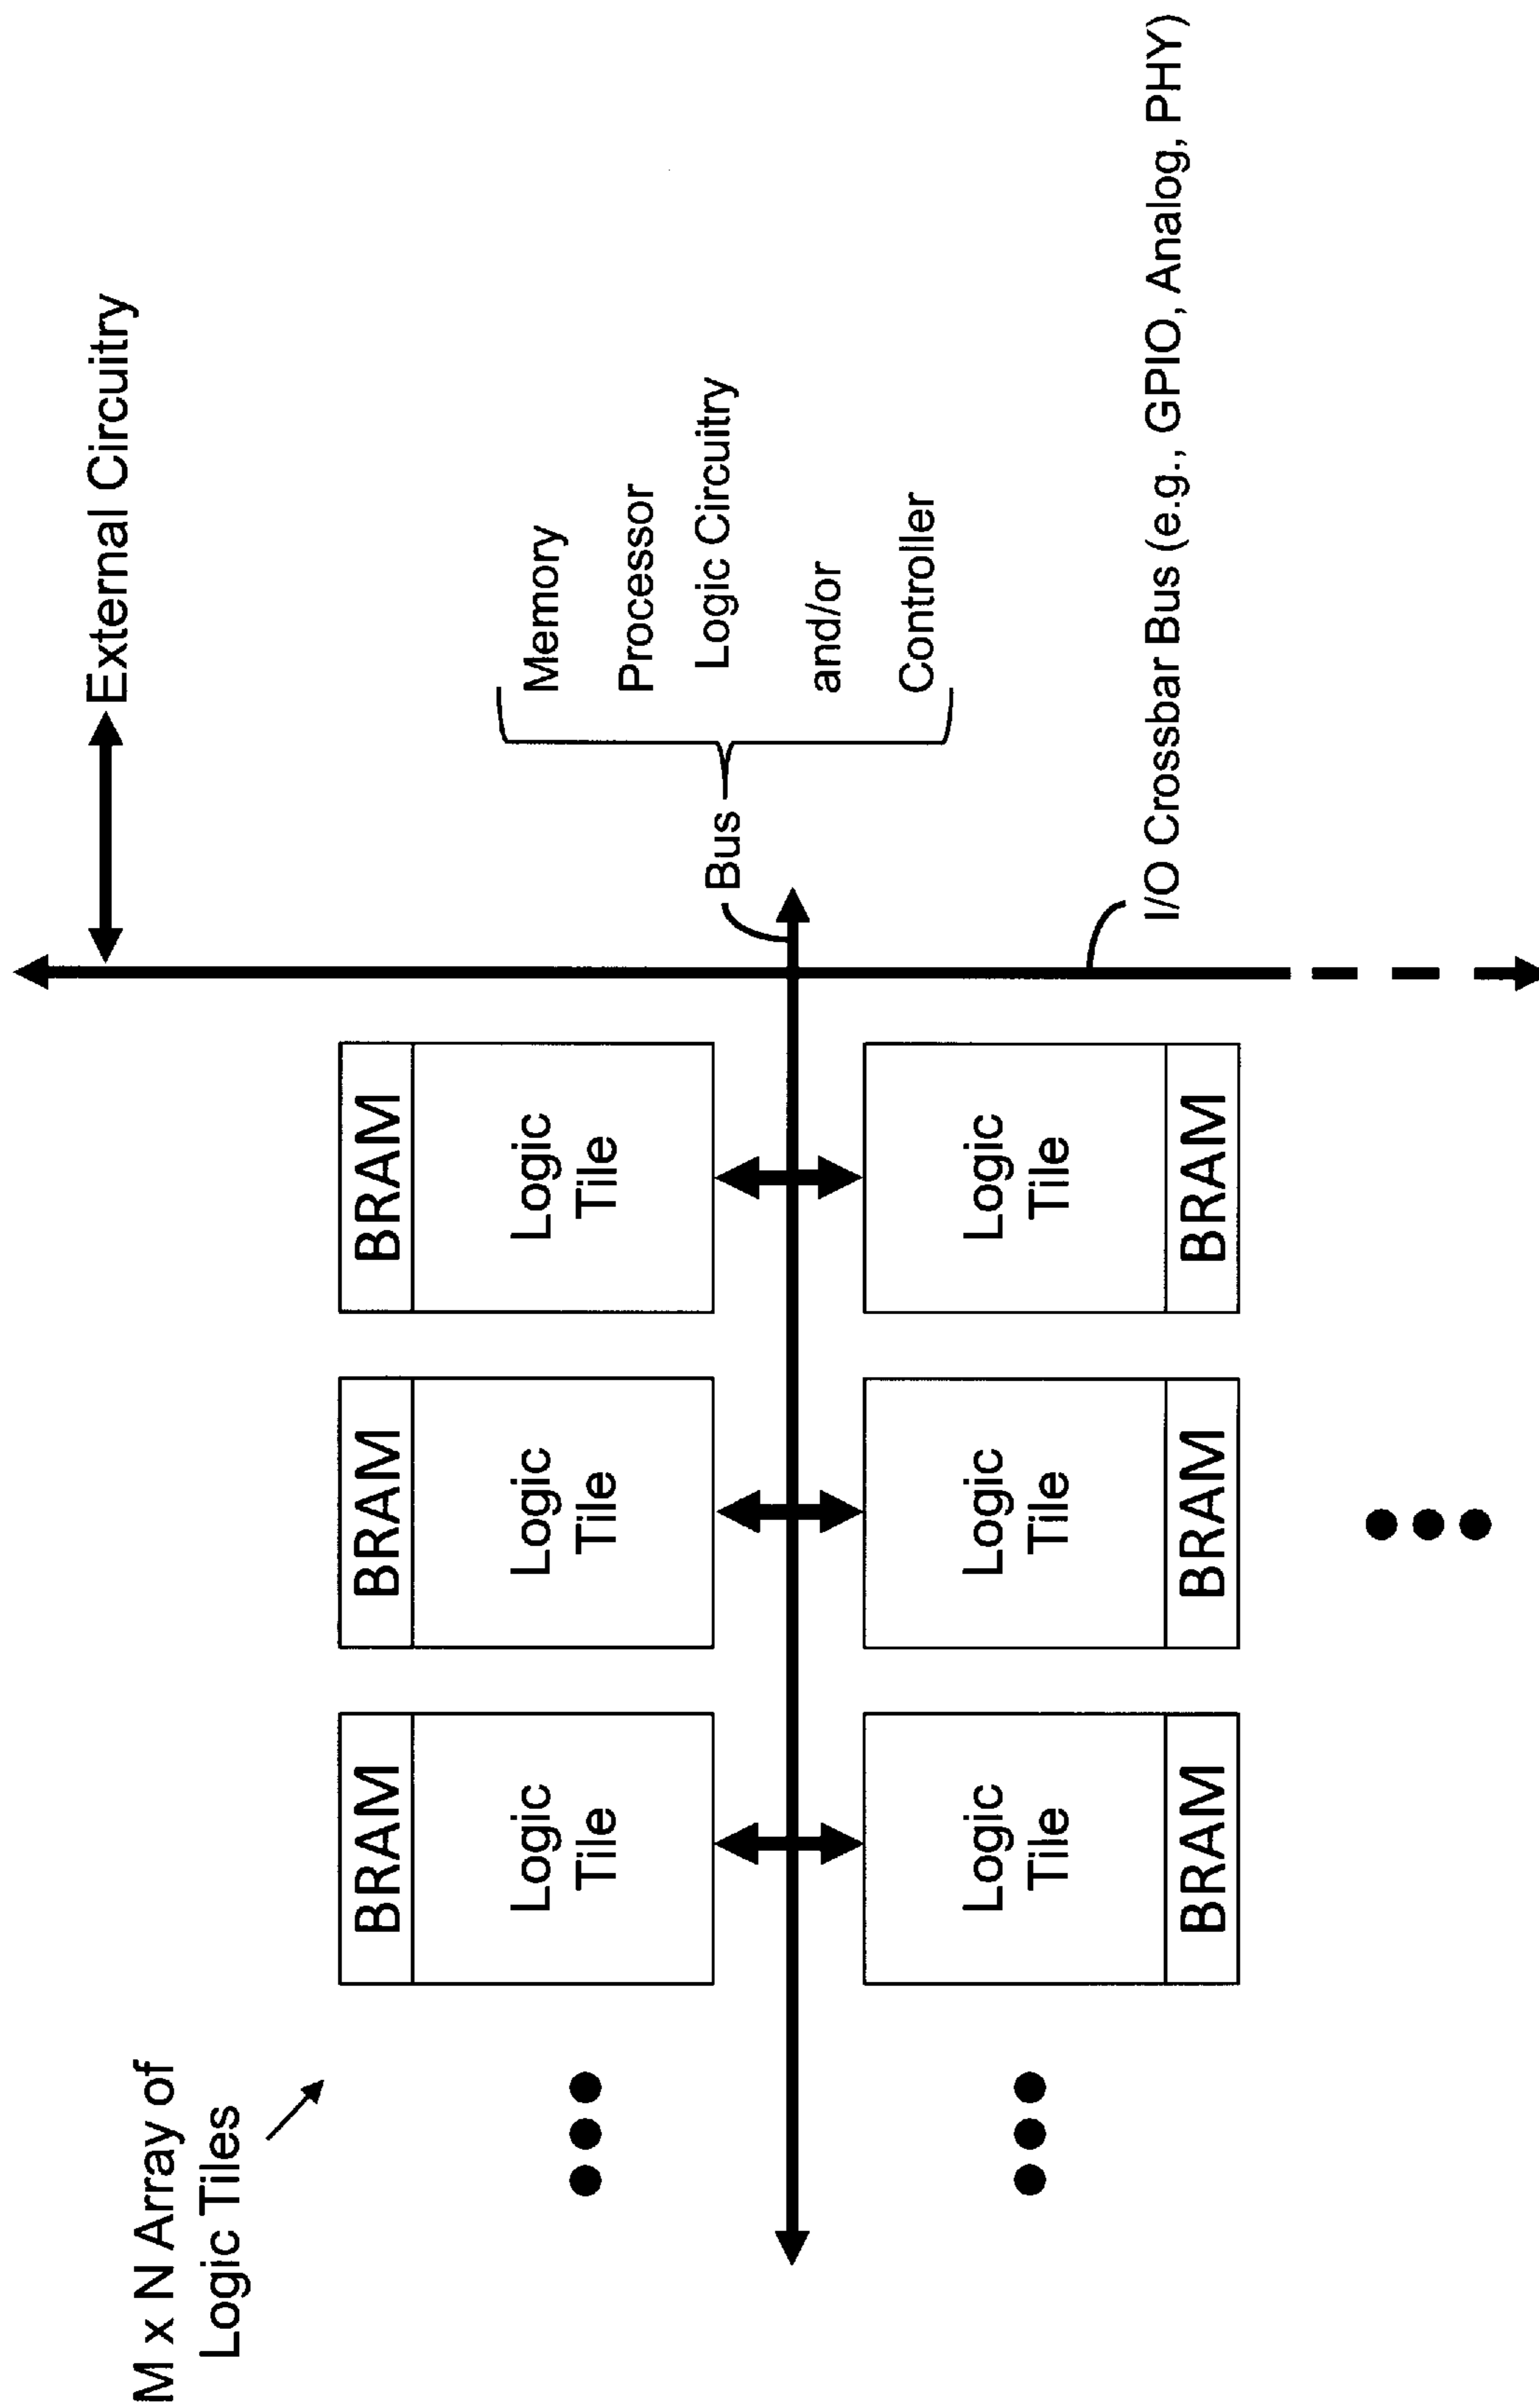 M x N Array of
Logic Tiles
External Circuitry
BRAM
BRAM
BRAM
Logic
Tile
Logic
Tile
Logic
Tile
Bus
Memory
Processor
Logic Circuitry
and/or
Controller
Logic
Tile
Logic
Tile
Logic
Tile
BRAM
BRAM
BRAM
I/O Crossbar Bus (e.g., GPIO, Analog, PHY)